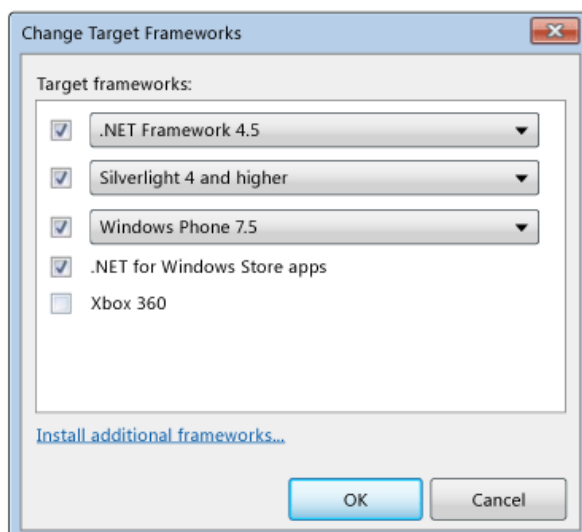 Change Target Frameworks
Target frameworks:
.NET Framework 4.5
Silverlight 4 and higher
Windows Phone 7.5
.NET for Windows Store apps
Xbox 360
Install additional frameworks...
OK
Cancel